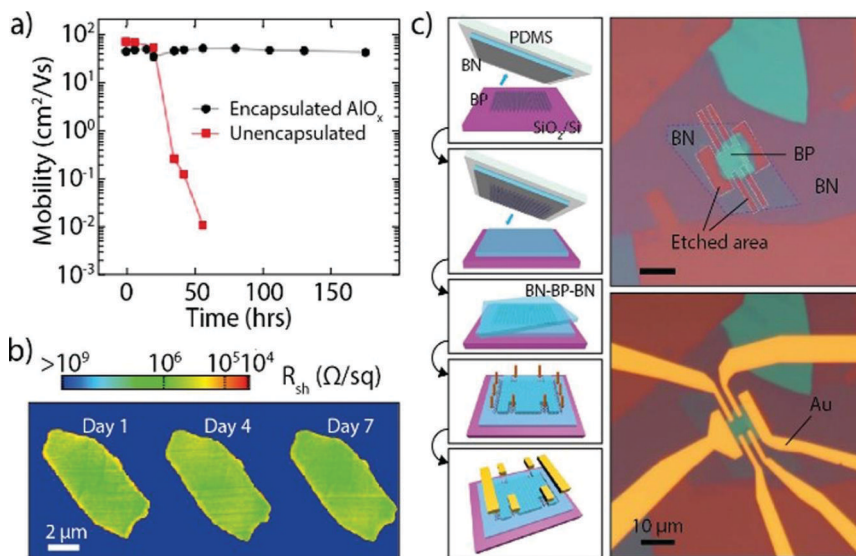 a)
10²
10¹
10⁰
10⁻¹
10⁻²
10⁻³
Mobility (cm²/Vs)
Encapsulated AlOₓ
Unencapsulated
0 50 100 150
Time (hrs)
b)
>10⁹ 10⁶ 10⁵ 10⁴
R_sh (Ω/sq)
Day 1 Day 4 Day 7
2 μm
c)
PDMS
BN
BP
SiO₂/Si
BN-BP-BN
BN
BP
BN
Etched area
Au
10 μm